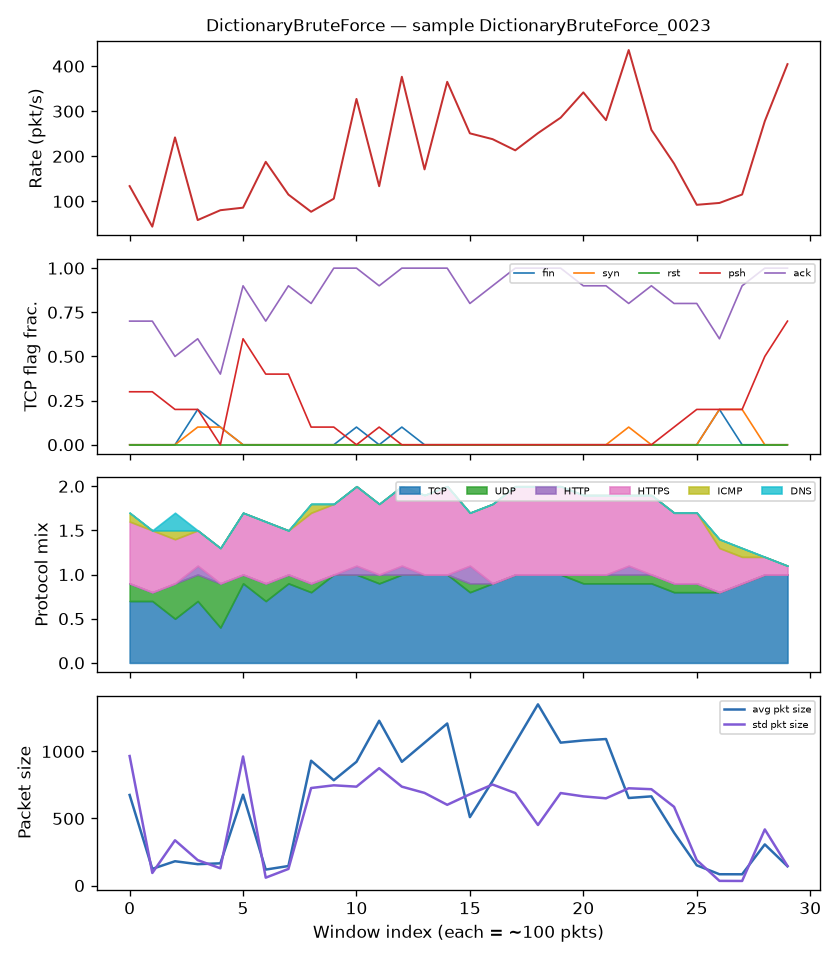 DictionaryBruteForce — sample DictionaryBruteForce_0023
Rate (pkt/s)
400
300
200
100
TCP flag frac.
1.00
0.75
0.50
0.25
0.00
fin syn rst psh ack
Protocol mix
2.0
1.5
1.0
0.5
0.0
TCP UDP HTTP HTTPS ICMP DNS
Packet size
1000
500
0
avg pkt size
std pkt size
0 5 10 15 20 25 30
Window index (each = ~100 pkts)